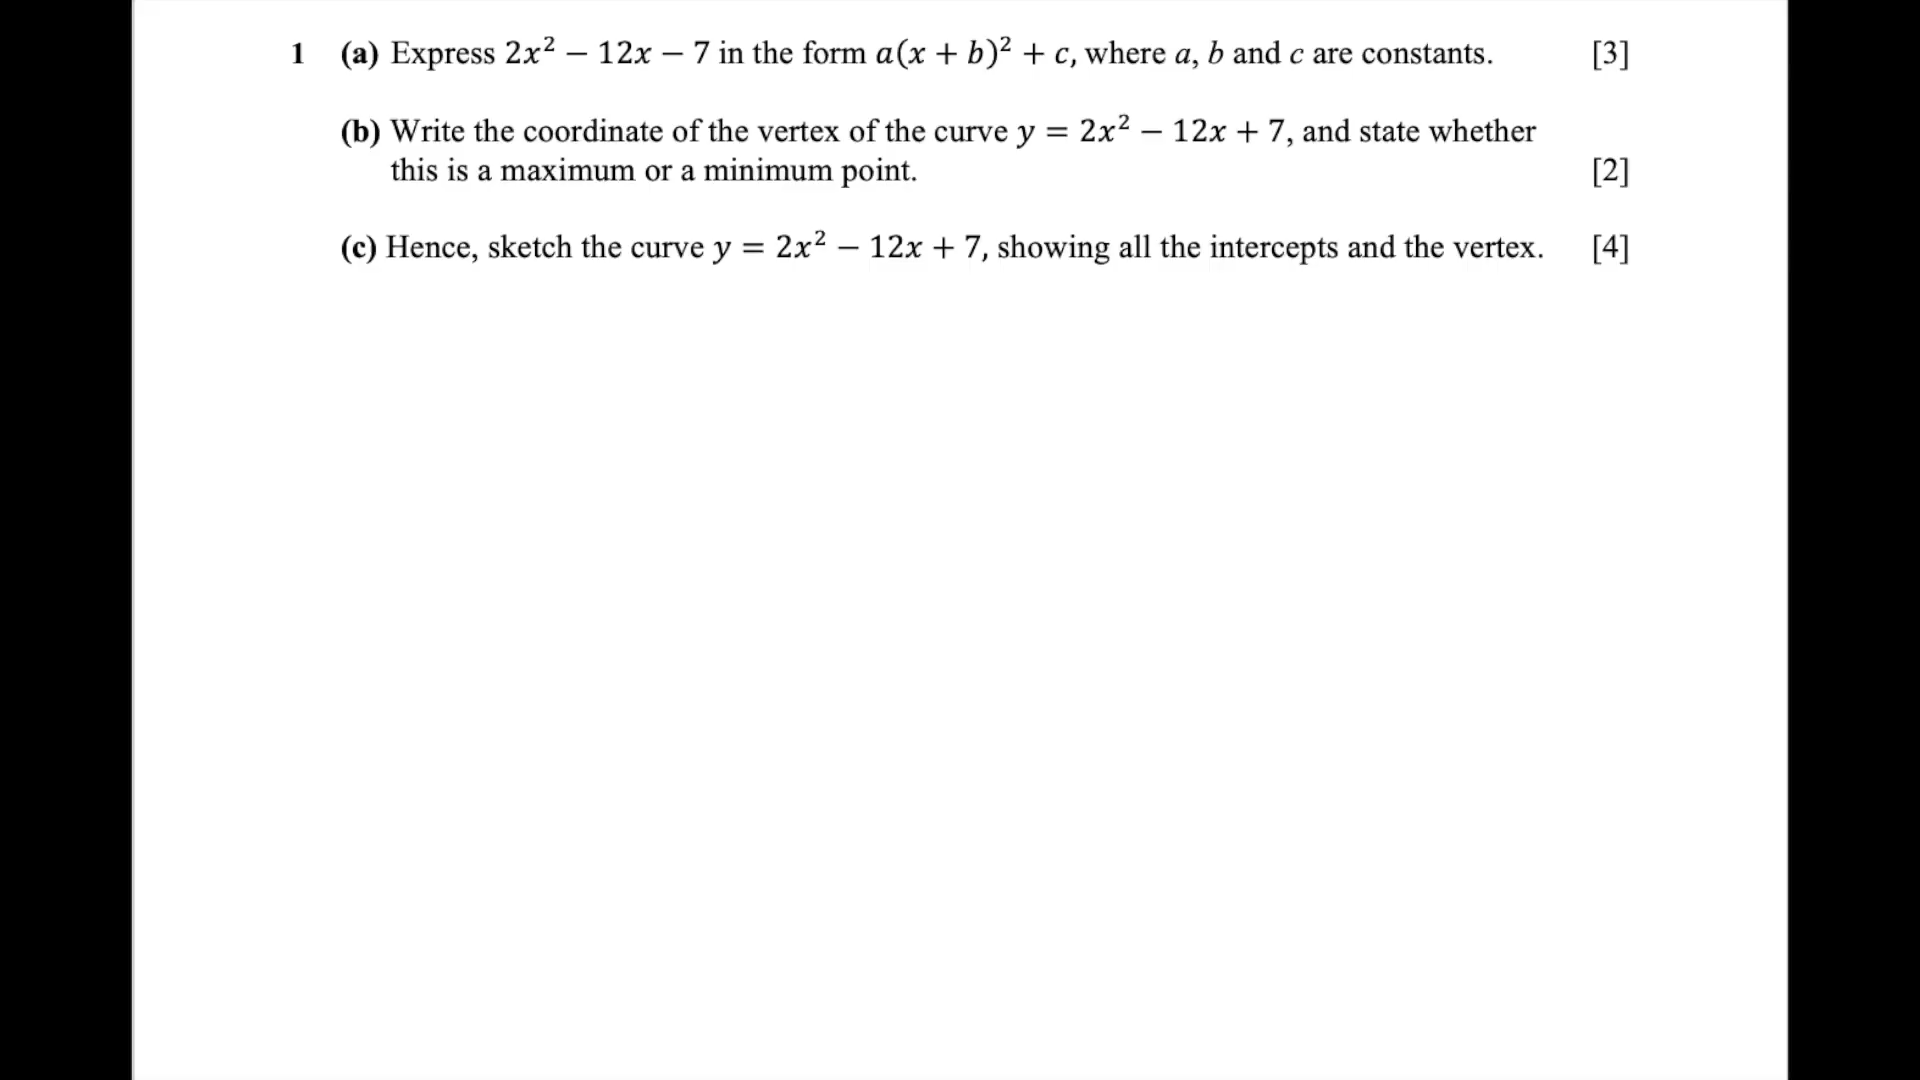 1 (a) Express 2x² – 12x – 7 in the form a(x + b)² + c, where a, b and c are constants. [3]
(b) Write the coordinate of the vertex of the curve y = 2x² – 12x + 7, and state whether
this is a maximum or a minimum point. [2]
(c) Hence, sketch the curve y = 2x² – 12x + 7, showing all the intercepts and the vertex. [4]